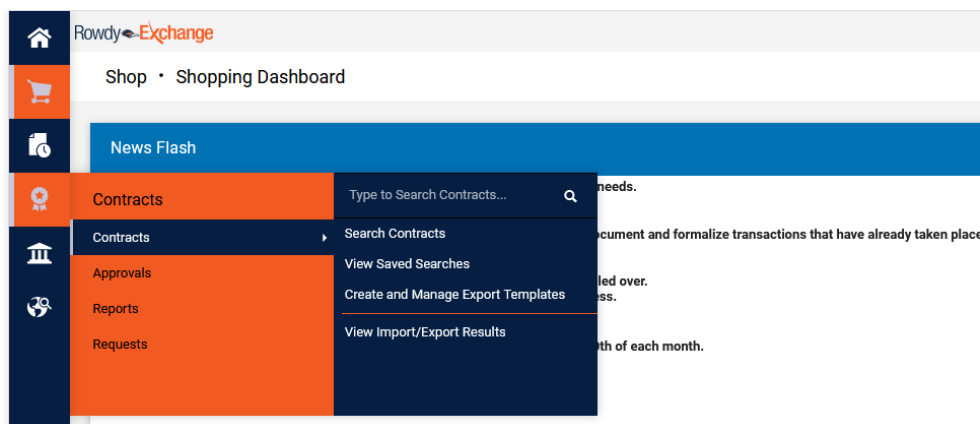 Rowdy Exchange
Shop • Shopping Dashboard
News Flash
Contracts
Contracts
Approvals
Reports
Requests
Type to Search Contracts...
Search Contracts
View Saved Searches
Create and Manage Export Templates
View Import/Export Results
needs.
ocument and formalize transactions that have already taken place
led over.
ess.
th of each month.